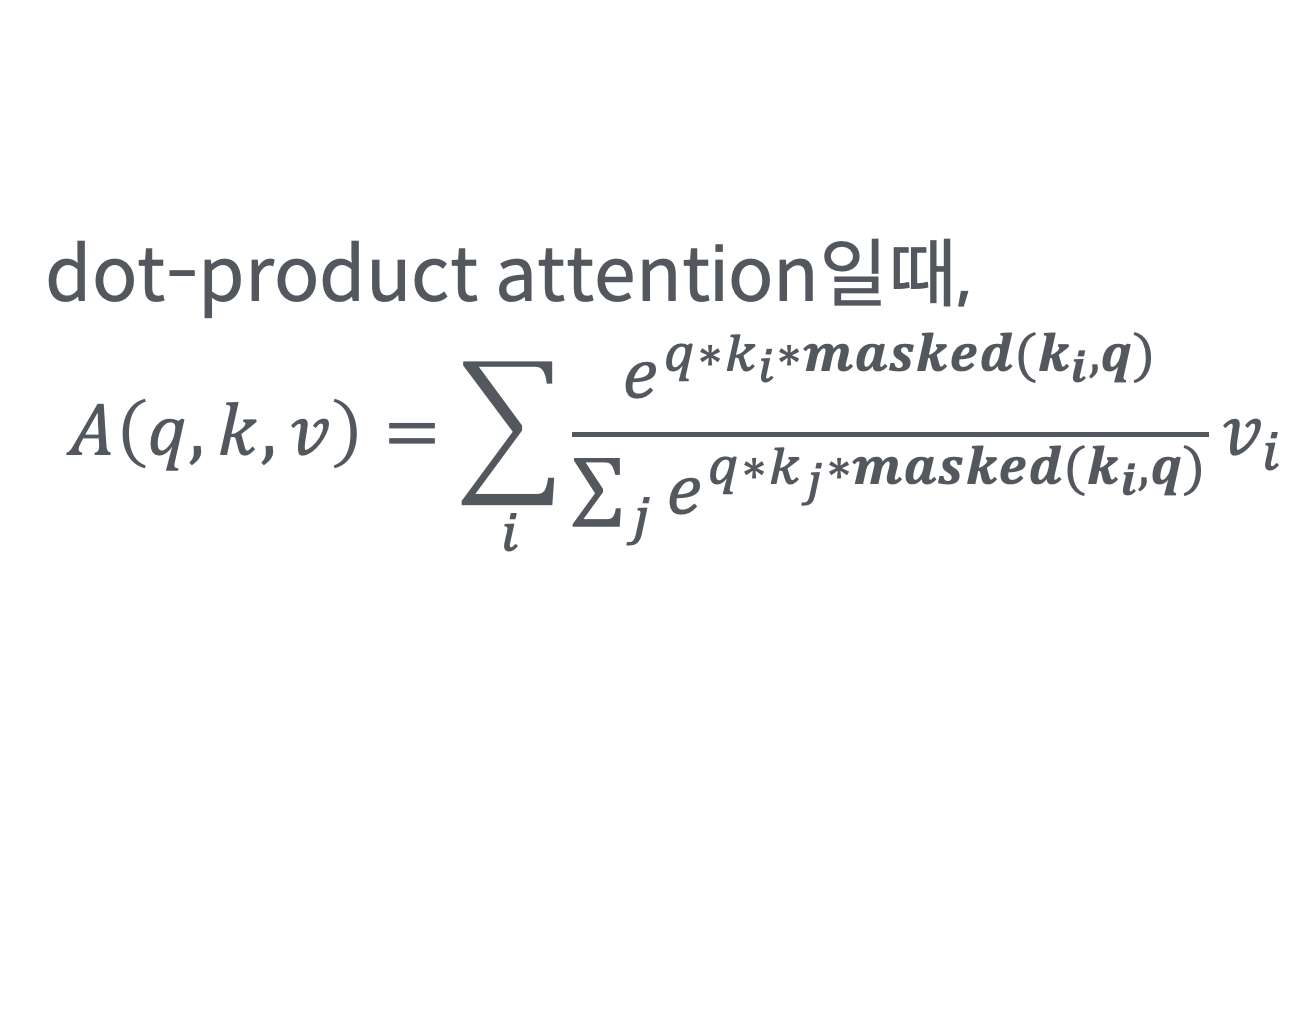 dot-product attention일때,
A(q, k, v) = ∑_i e^{q*k_i*masked(k_i,q)} / ∑_j e^{q*k_j*masked(k_i,q)} v_i